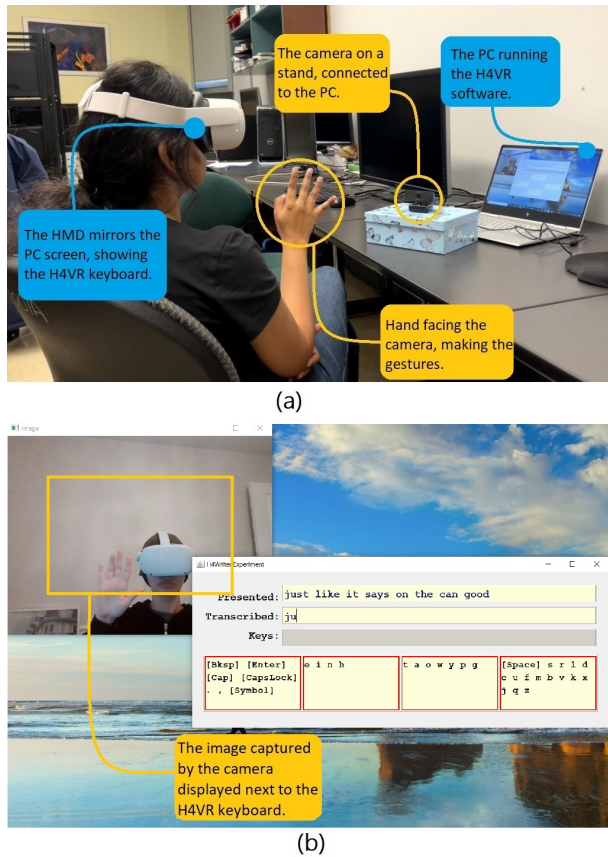 The camera on a
stand, connected
to the PC.
The PC running
the H4VR
software.
The HMD mirrors the
PC screen, showing
the H4VR keyboard.
Hand facing the
camera, making the
gestures.
(a)
Image
H4Writer Experiment
Presented: just like it says on the can good
Transcribed: ju
Keys:
[Bksp] [Enter]
[Cap] [CapsLock]
. , [Symbol]
e i n h
t a o w y p g
[Space] s r l d
c u f m b v k x
j q z
The image captured
by the camera
displayed next to the
H4VR keyboard.
(b)